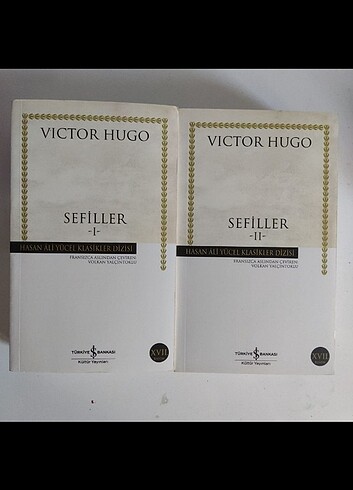 VICTOR HUGO
SEFİLLER
-I-
HASAN ÂLİ YÜCEL KLASİKLER DİZİSİ
FRANSIZCA ASLINDAN ÇEVİREN:
VOLKAN YALÇINTOKLU
XVII
TÜRKİYE İŞ BANKASI
Kültür Yayınları
VICTOR HUGO
SEFİLLER
-II-
HASAN ÂLİ YÜCEL KLASİKLER DİZİSİ
FRANSIZCA ASLINDAN ÇEVİREN:
VOLKAN YALÇINTOKLU
XVII
TÜRKİYE İŞ BANKASI
Kültür Yayınları